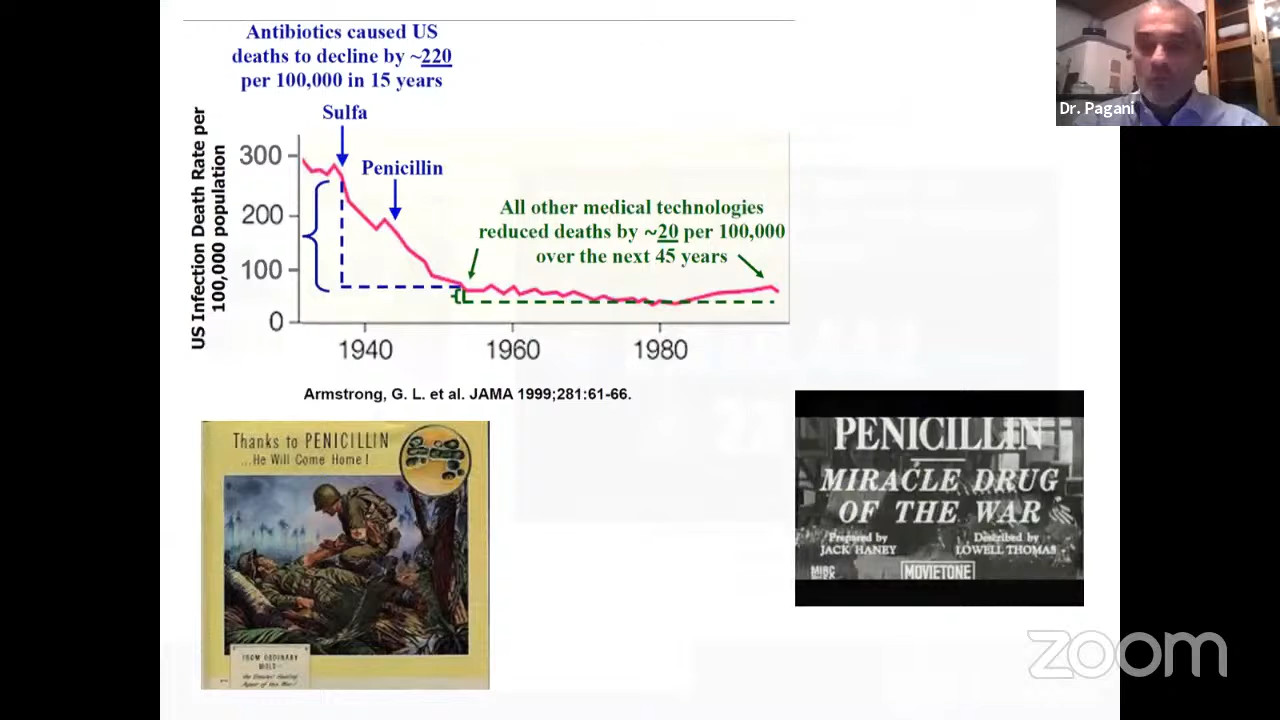 Antibiotics caused US
deaths to decline by ~220
per 100,000 in 15 years
Dr. Pagani
Sulfa
Penicillin
US Infection Death Rate per
100,000 population
300
200
100
0
All other medical technologies
reduced deaths by ~20 per 100,000
over the next 45 years
1940
1960
1980
Armstrong, G. L. et al. JAMA 1999;281:61-66.
Thanks to PENICILLIN
...He Will Come Home!
FROM ORDINARY
MOLD—
PENICILLIN
MIRACLE DRUG
OF THE WAR
Prepared by
JACK HANEY
Described by
LOWELL THOMAS
MOVIETONE
zoom